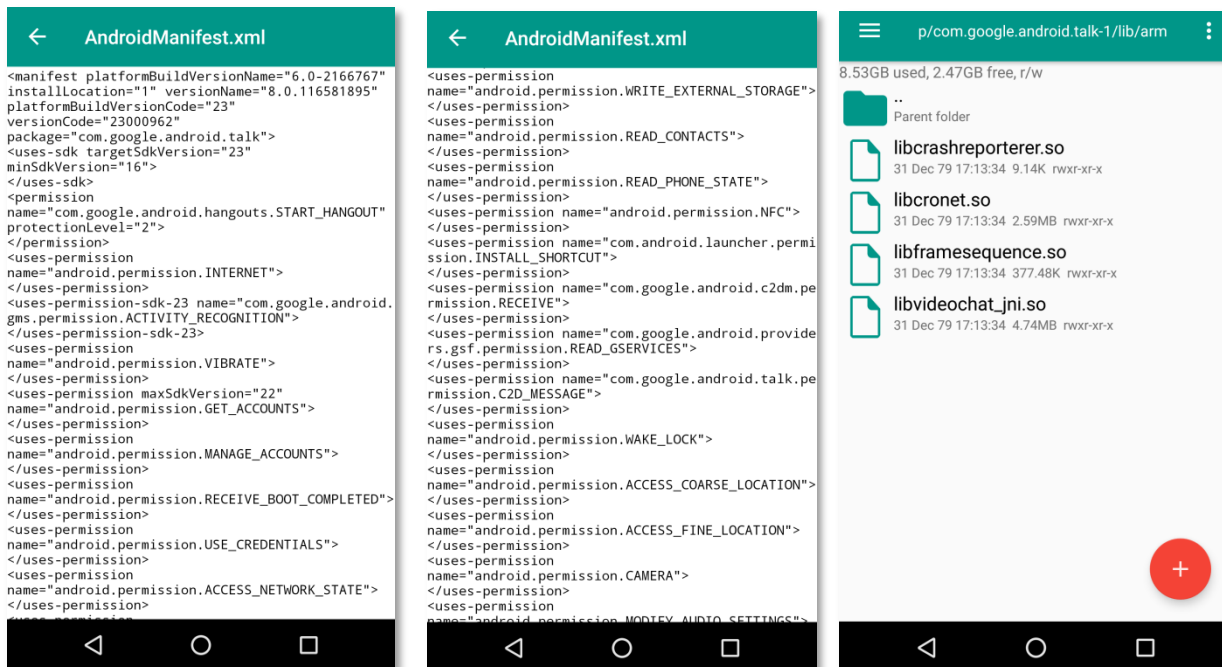 AndroidManifest.xml
<manifest platformBuildVersionName="6.0-2166767"
installLocation="1" versionName="8.0.116581895"
platformBuildVersionCode="23"
versionCode="23000962"
package="com.google.android.talk">
<uses-sdk targetSdkVersion="23"
minSdkVersion="16">
</uses-sdk>
<permission
name="com.google.android.hangouts.START_HANGOUT"
protectionLevel="2">
</permission>
<uses-permission
name="android.permission.INTERNET">
</uses-permission>
<uses-permission-sdk-23 name="com.google.android.
gms.permission.ACTIVITY_RECOGNITION">
</uses-permission-sdk-23>
<uses-permission
name="android.permission.VIBRATE">
</uses-permission>
<uses-permission maxSdkVersion="22"
name="android.permission.GET_ACCOUNTS">
</uses-permission>
<uses-permission
name="android.permission.MANAGE_ACCOUNTS">
</uses-permission>
<uses-permission
name="android.permission.RECEIVE_BOOT_COMPLETED">
</uses-permission>
<uses-permission
name="android.permission.USE_CREDENTIALS">
</uses-permission>
<uses-permission
name="android.permission.ACCESS_NETWORK_STATE">
</uses-permission>
<uses-permission
AndroidManifest.xml
<uses-permission
name="android.permission.WRITE_EXTERNAL_STORAGE">
</uses-permission>
<uses-permission
name="android.permission.READ_CONTACTS">
</uses-permission>
<uses-permission
name="android.permission.READ_PHONE_STATE">
</uses-permission>
<uses-permission name="android.permission.NFC">
</uses-permission>
<uses-permission name="com.android.launcher.permi
ssion.INSTALL_SHORTCUT">
</uses-permission>
<uses-permission name="com.google.android.c2dm.pe
rmission.RECEIVE">
</uses-permission>
<uses-permission name="com.google.android.provide
rs.gsf.permission.READ_GSERVICES">
</uses-permission>
<uses-permission name="com.google.android.talk.pe
rmission.C2D_MESSAGE">
</uses-permission>
<uses-permission
name="android.permission.WAKE_LOCK">
</uses-permission>
<uses-permission
name="android.permission.ACCESS_COARSE_LOCATION">
</uses-permission>
<uses-permission
name="android.permission.ACCESS_FINE_LOCATION">
</uses-permission>
<uses-permission
name="android.permission.CAMERA">
</uses-permission>
<uses-permission
name="android.permission.MODIFY_AUDIO_SETTINGS">
p/com.google.android.talk-1/lib/arm
8.53GB used, 2.47GB free, r/w
..
Parent folder
libcrashreporterer.so
31 Dec 79 17:13:34 9.14K rwxr-xr-x
libcronet.so
31 Dec 79 17:13:34 2.59MB rwxr-xr-x
libframesequence.so
31 Dec 79 17:13:34 377.48K rwxr-xr-x
libvideochat_jni.so
31 Dec 79 17:13:34 4.74MB rwxr-xr-x